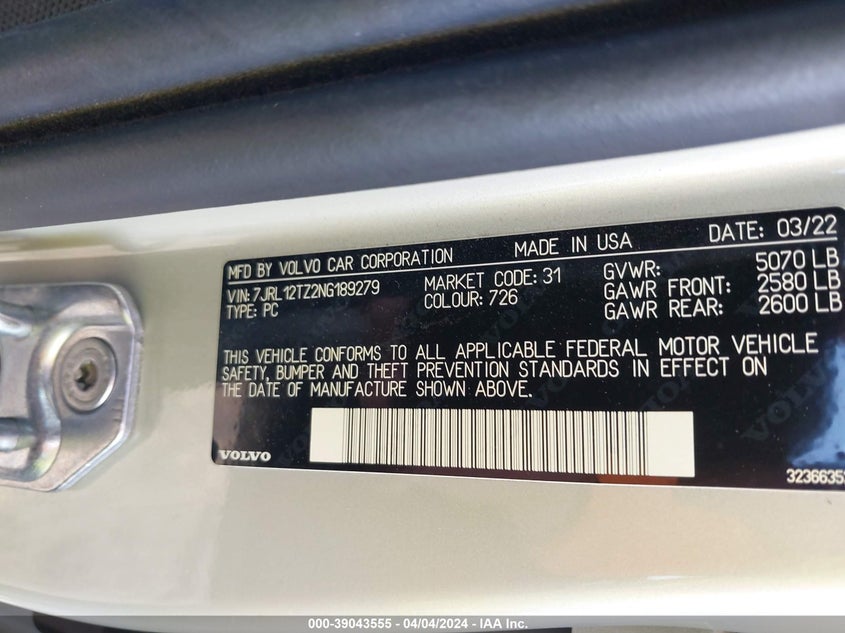 MFD BY VOLVO CAR CORPORATION MADE IN USA DATE: 03/22
VIN: 7JRL12TZ2NG189279 MARKET CODE: 31 GVWR: 5070 LB
TYPE: PC COLOUR: 726 GAWR FRONT: 2580 LB
GAWR REAR: 2600 LB
THIS VEHICLE CONFORMS TO ALL APPLICABLE FEDERAL MOTOR VEHICLE
SAFETY, BUMPER AND THEFT PREVENTION STANDARDS IN EFFECT ON
THE DATE OF MANUFACTURE SHOWN ABOVE.
VOLVO
000-39043555 - 04/04/2024 - IAA Inc.